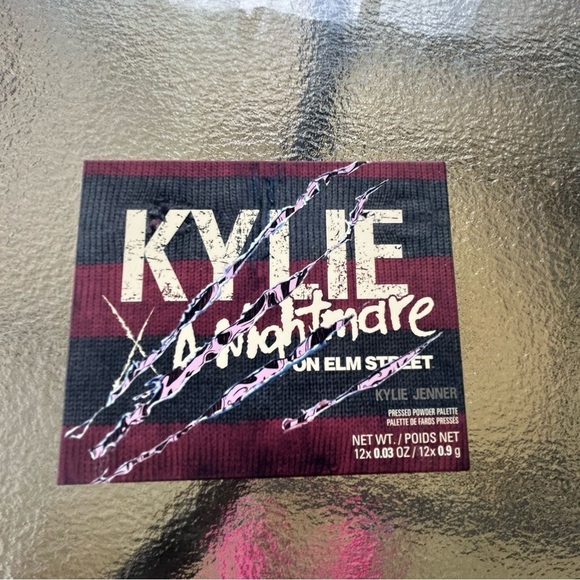 KYLIE
X A Nightmare
ON ELM STREET
KYLIE JENNER
PRESSED POWDER PALETTE
PALETTE DE FARDS PRESSÉS
NET WT. / POIDS NET
12x 0.03 OZ / 12x 0.9 g